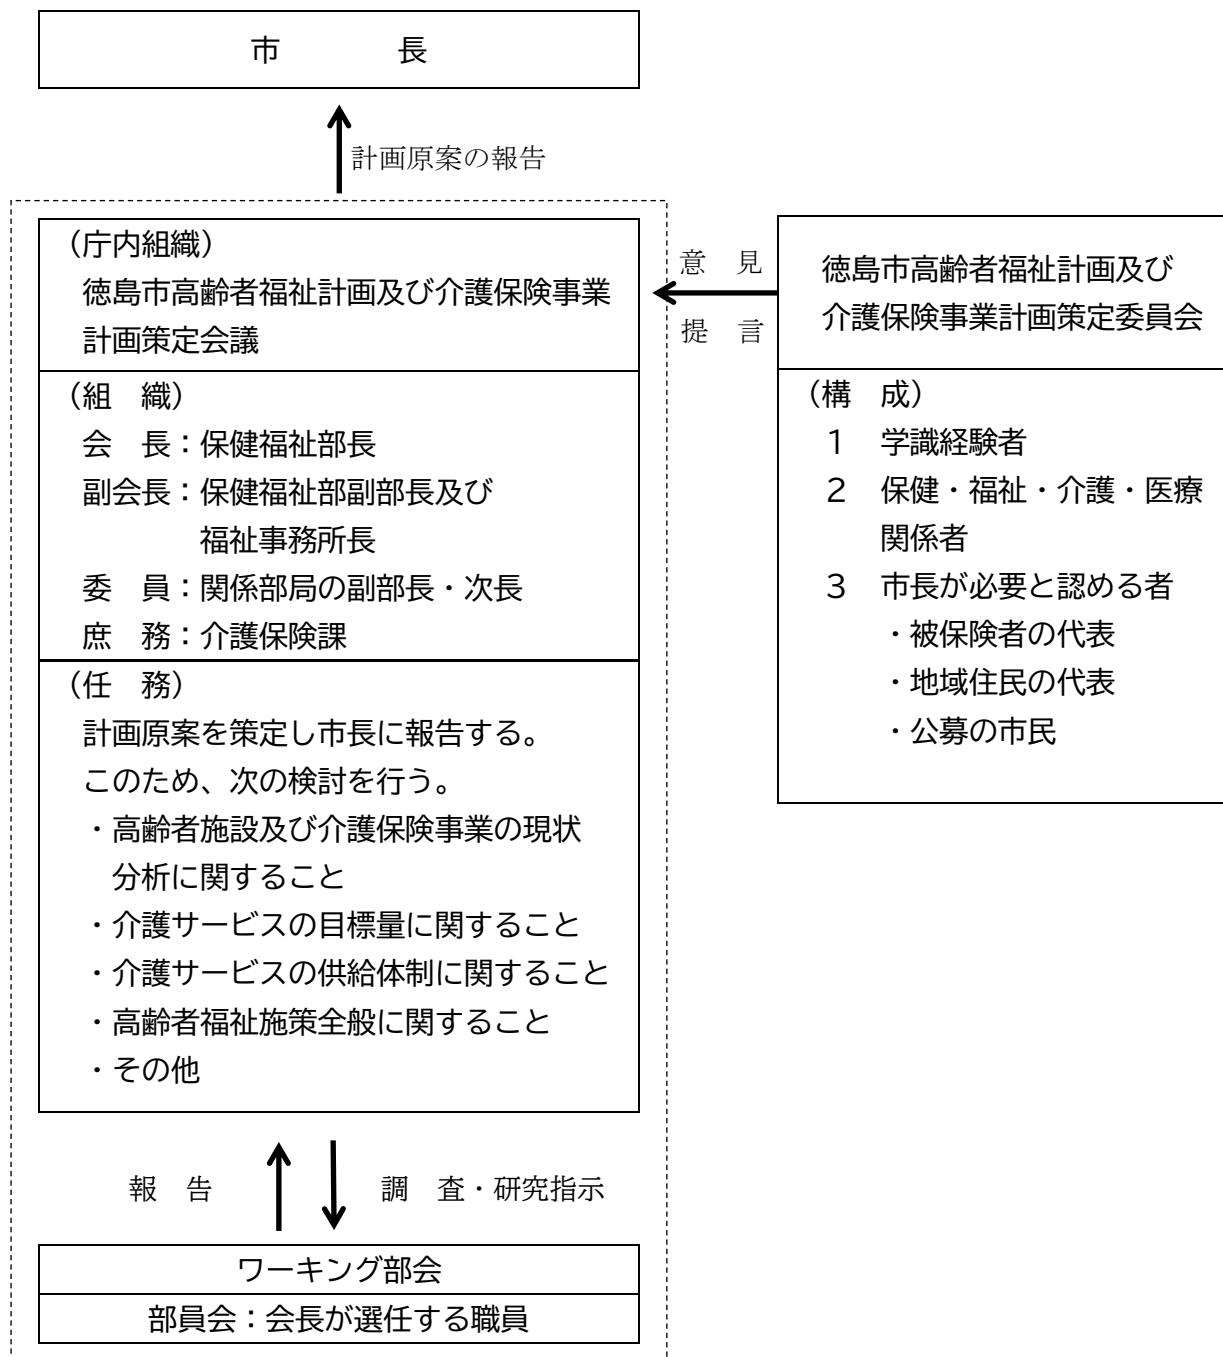 市　　　長
計画原案の報告
（庁内組織）
徳島市高齢者福祉計画及び介護保険事業
計画策定会議
（組　織）
会　長：保健福祉部長
副会長：保健福祉部副部長及び
福祉事務所長
委　員：関係部局の副部長・次長
庶　務：介護保険課
（任　務）
計画原案を策定し市長に報告する。
このため、次の検討を行う。
・高齢者施設及び介護保険事業の現状
分析に関すること
・介護サービスの目標量に関すること
・介護サービスの供給体制に関すること
・高齢者福祉施策全般に関すること
・その他
意　見
提　言
徳島市高齢者福祉計画及び
介護保険事業計画策定委員会
（構　成）
１　学識経験者
２　保健・福祉・介護・医療
関係者
３　市長が必要と認める者
・被保険者の代表
・地域住民の代表
・公募の市民
報　告
調　査・研究指示
ワーキング部会
部員会：会長が選任する職員